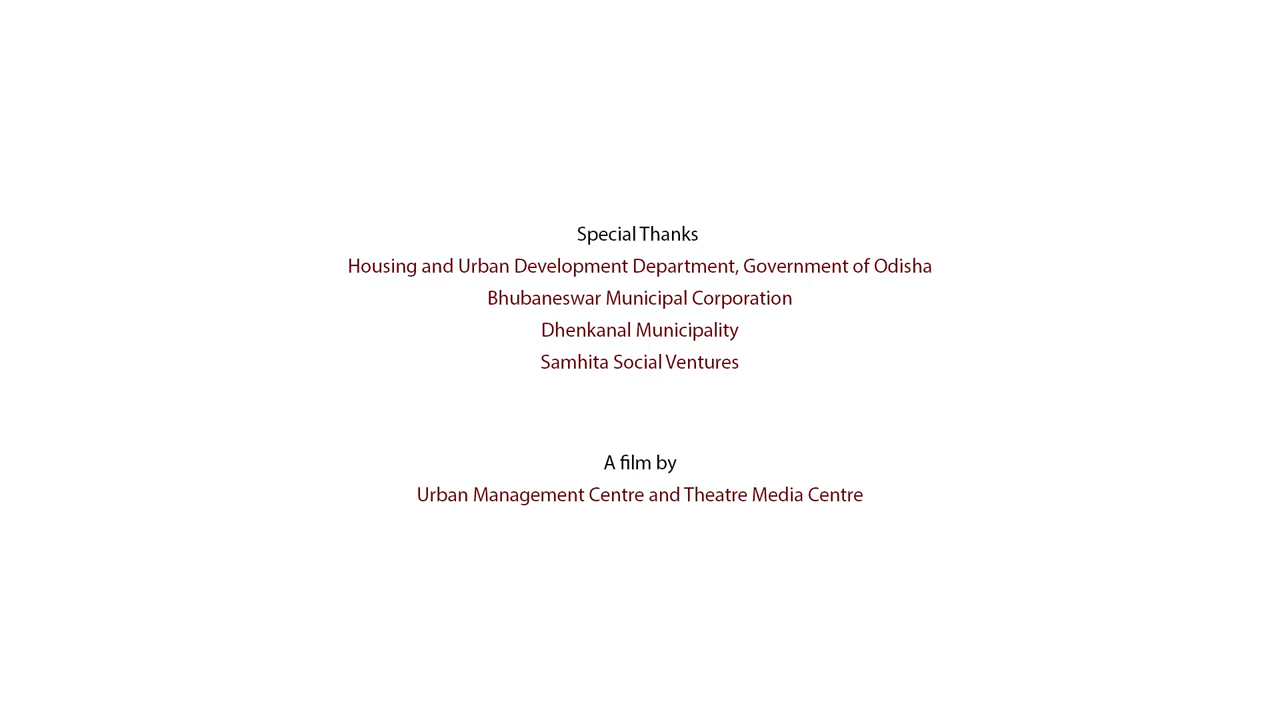 Special Thanks
Housing and Urban Development Department, Government of Odisha
Bhubaneswar Municipal Corporation
Dhenkanal Municipality
Samhita Social Ventures
A film by
Urban Management Centre and Theatre Media Centre